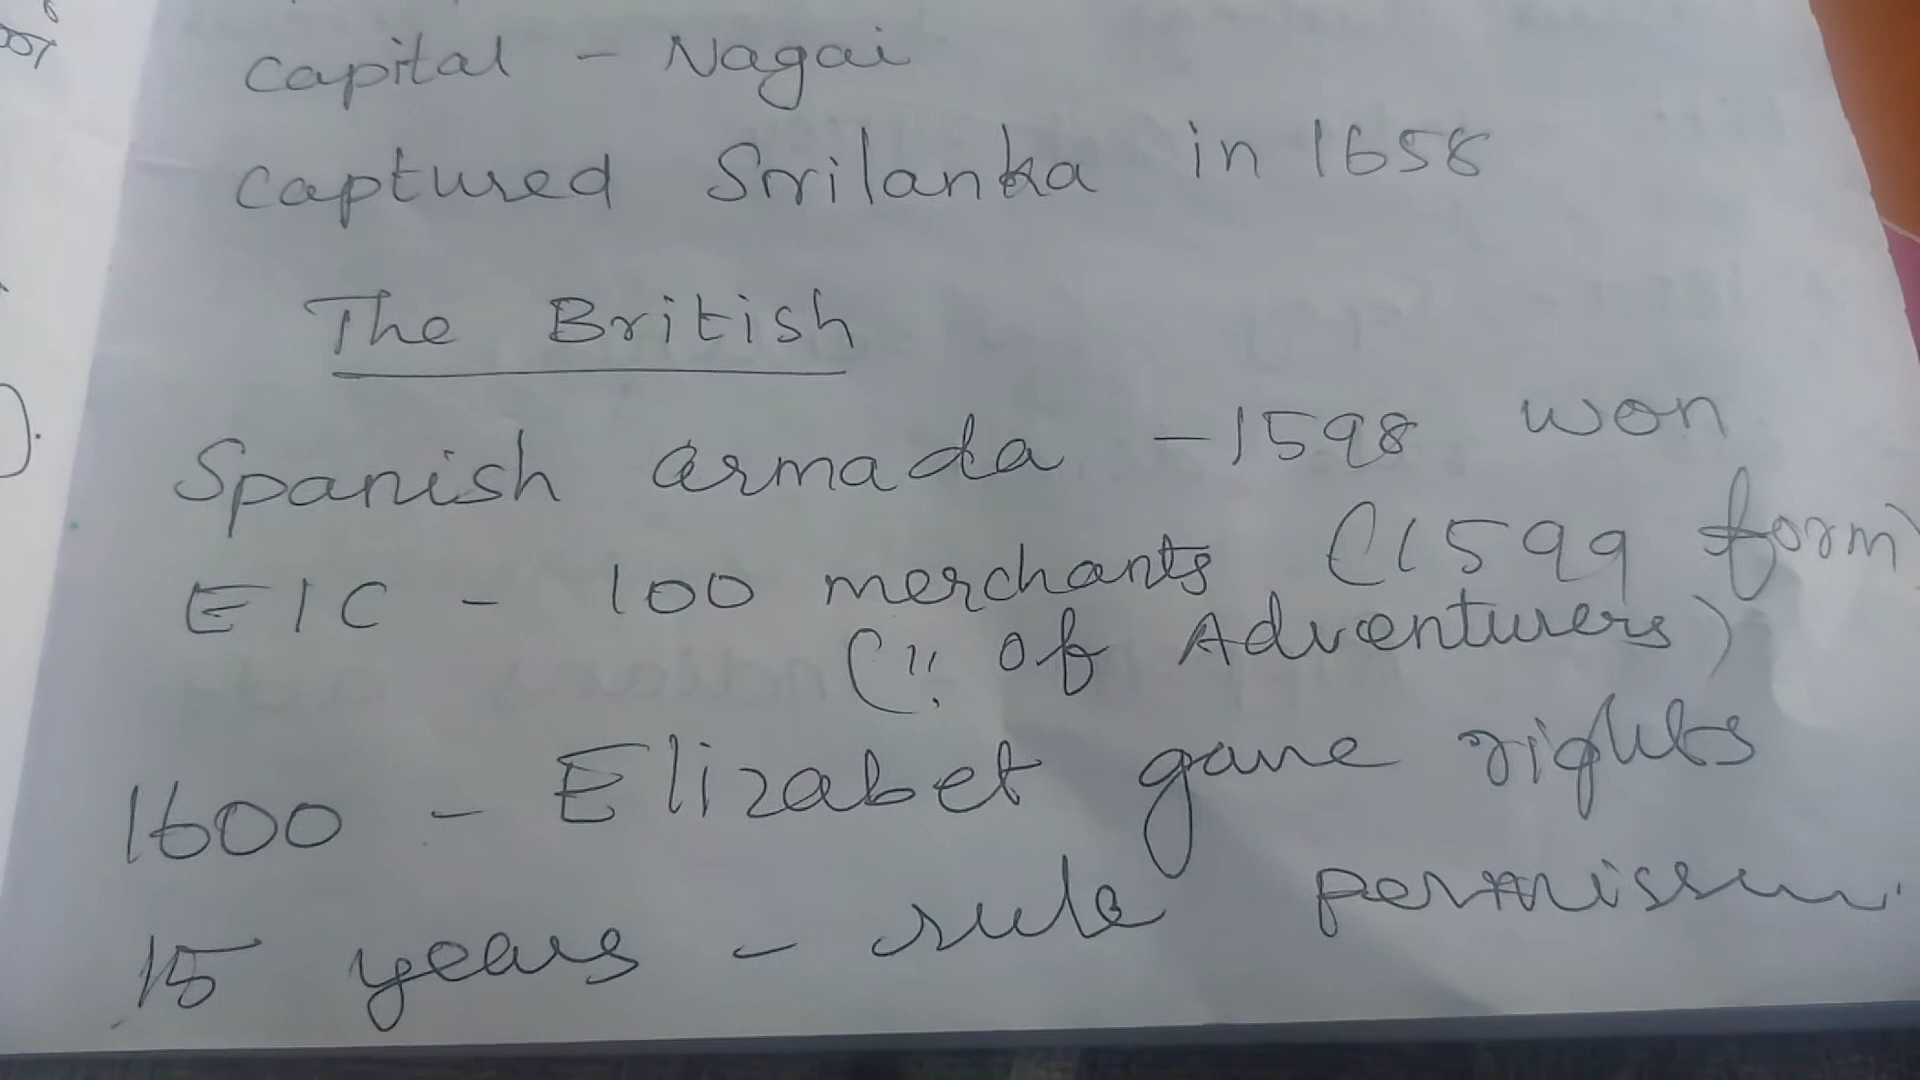 Capital - Nagai
Captured Srilanka in 1658
The British
Spanish armada - 1598 won
EIC - 100 merchants (1599 form)
(" of Adventurers)
1600 - Elizabet gave rights
15 years - rule